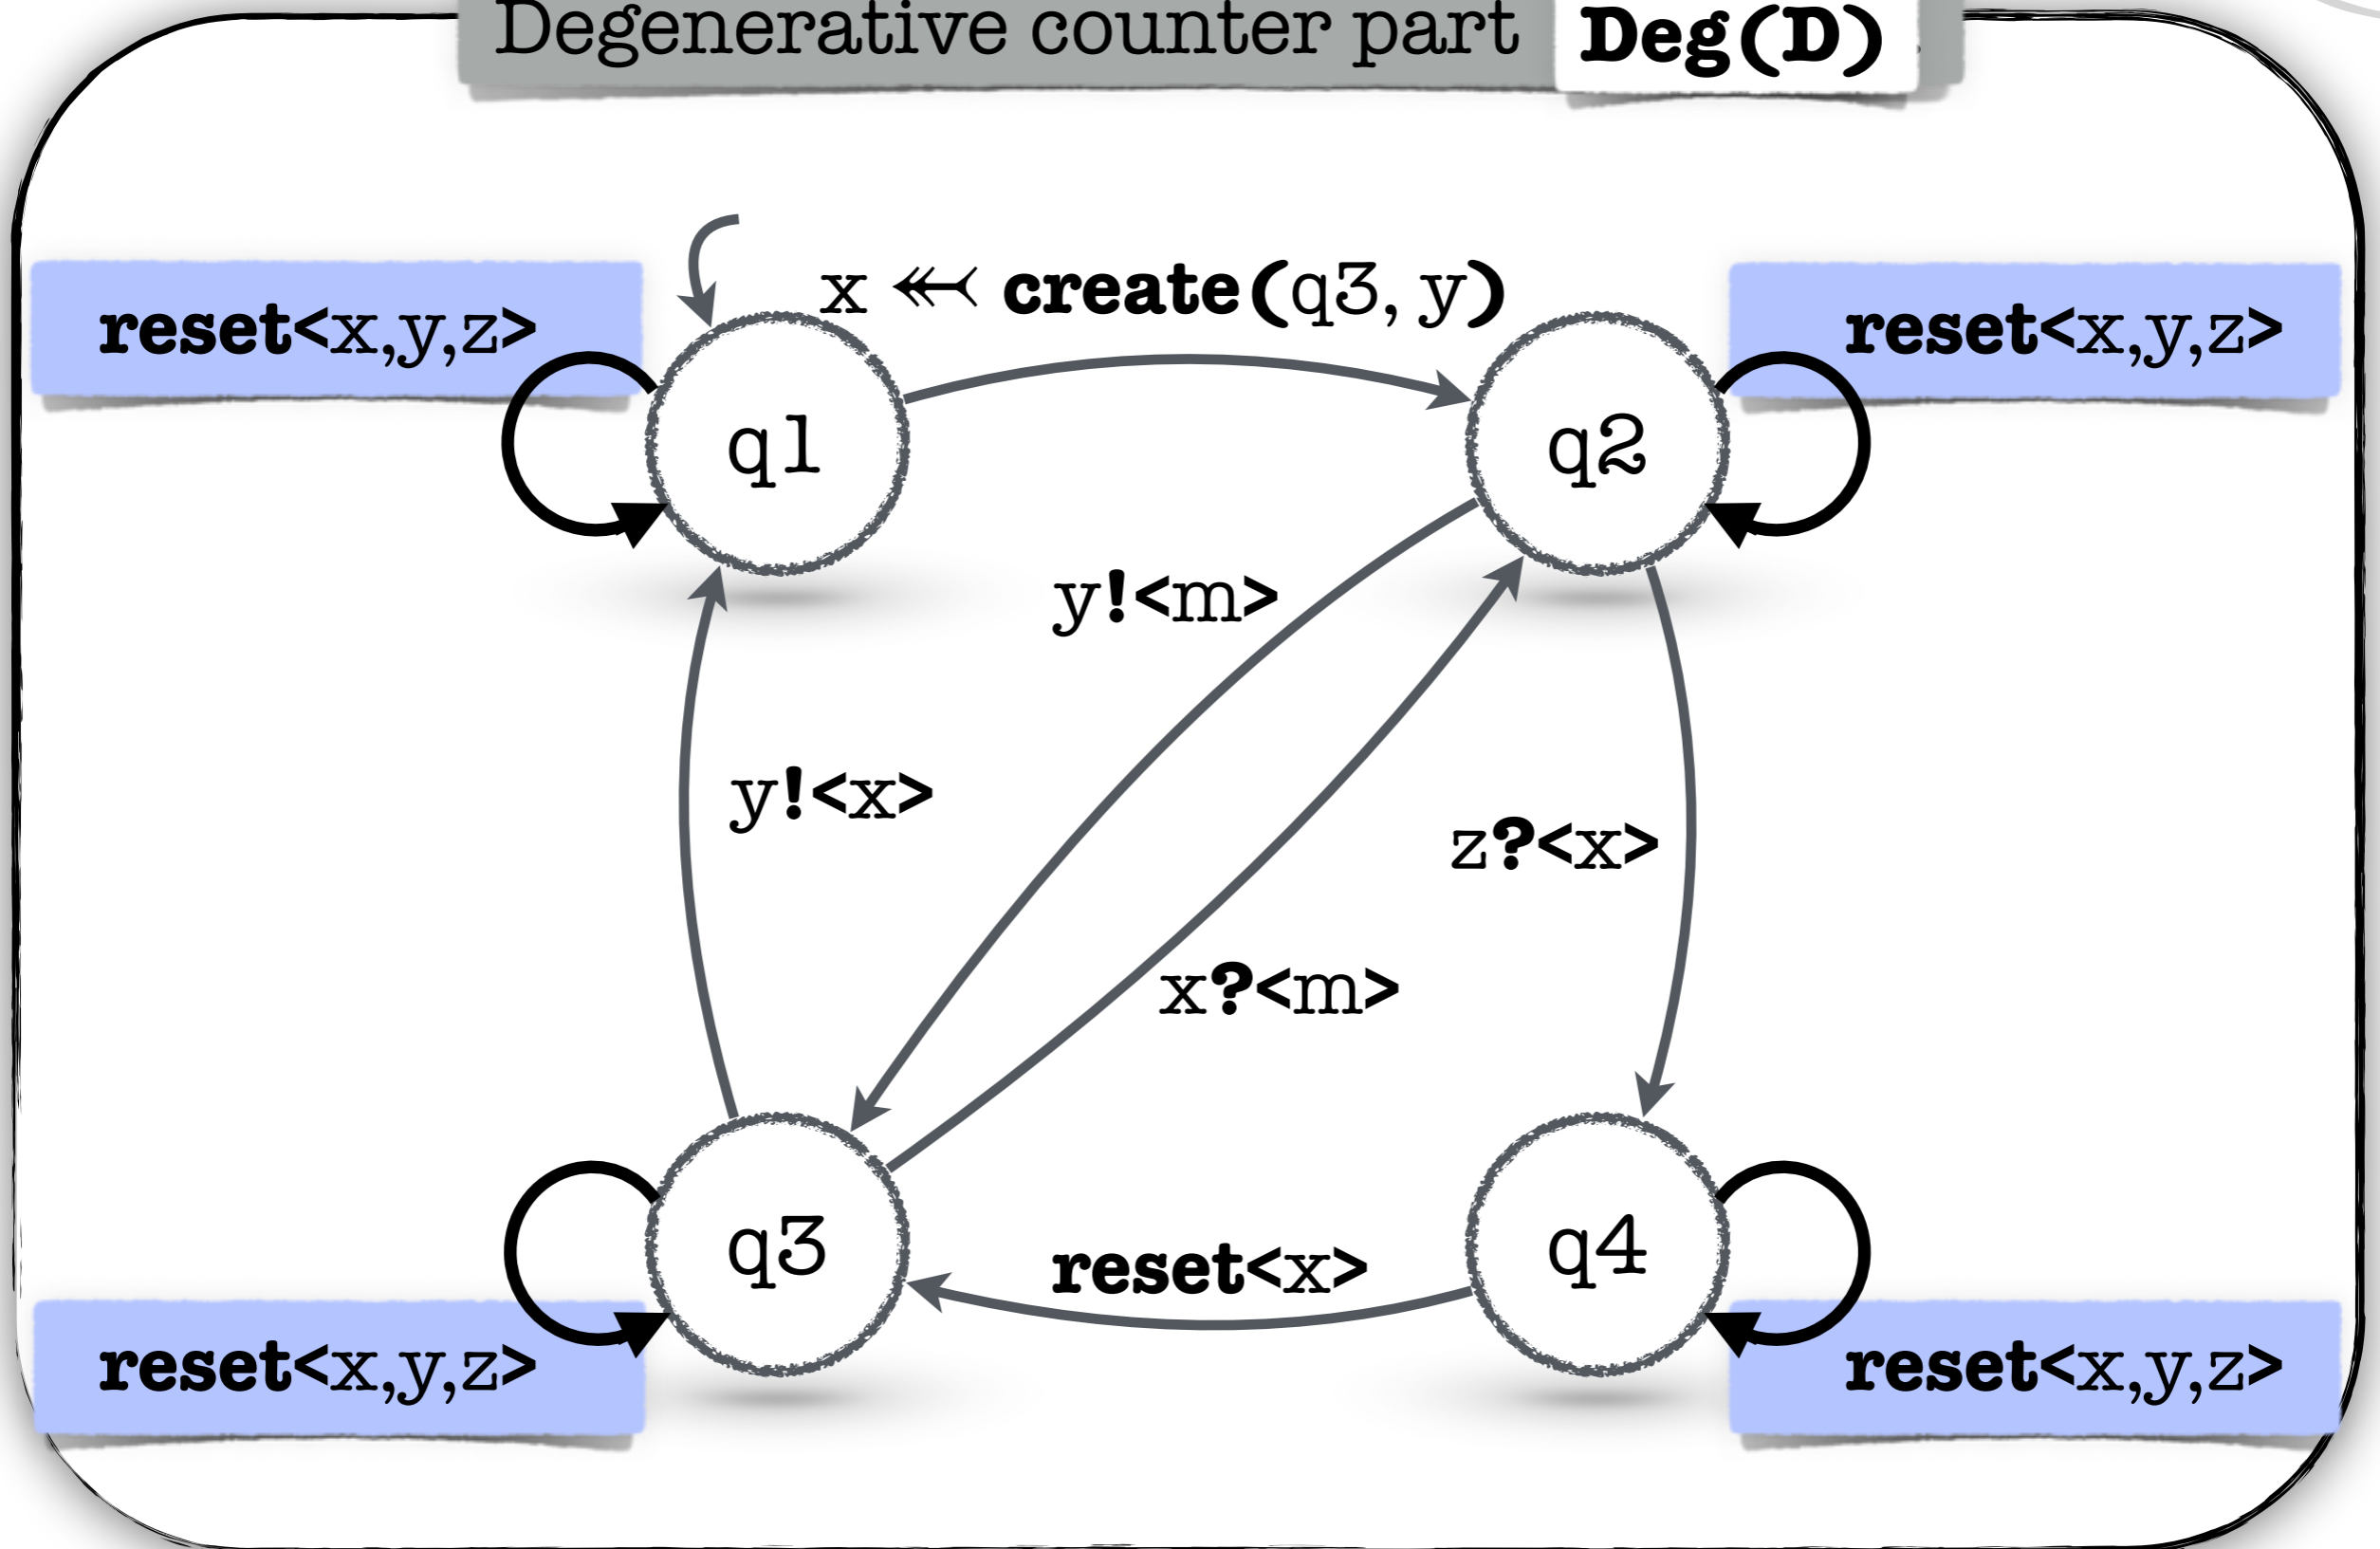 Degenerative counter part Deg(D)
x ⤛ create(q3, y)
reset<x,y,z>
reset<x,y,z>
q1
q2
y!<m>
y!<x>
z?<x>
x?<m>
q3
reset<x>
q4
reset<x,y,z>
reset<x,y,z>